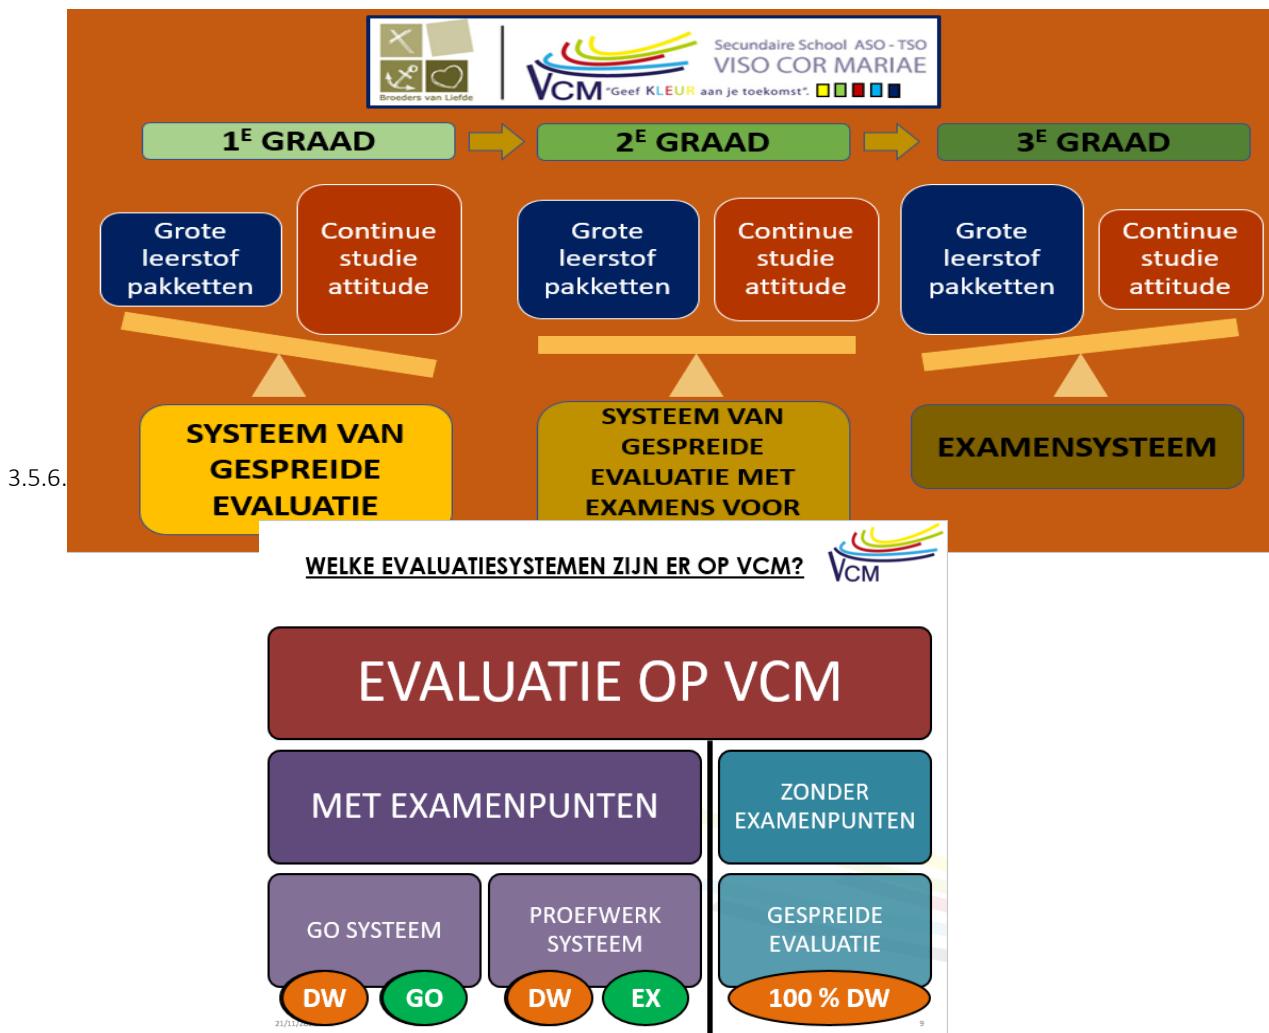 Broeders van Liefde
VCM
Secundaire School ASO - TSO
VISO COR MARIAE
"Geef KLEUR aan je toekomst".
1E GRAAD
2E GRAAD
3E GRAAD
Grote
leerstof
pakketten
Continue
studie
attitude
Grote
leerstof
pakketten
Continue
studie
attitude
Grote
leerstof
pakketten
Continue
studie
attitude
SYSTEEM VAN
GESPREIDE
EVALUATIE
SYSTEEM VAN
GESPREIDE
EVALUATIE MET
EXAMENS VOOR
EXAMENSYSTEEM
3.5.6.
WELKE EVALUATIESYSTEMEN ZIJN ER OP VCM?
VCM
EVALUATIE OP VCM
MET EXAMENPUNTEN
ZONDER
EXAMENPUNTEN
GO SYSTEEM
PROEFWERK
SYSTEEM
GESPREIDE
EVALUATIE
DW
GO
DW
EX
100 % DW
9